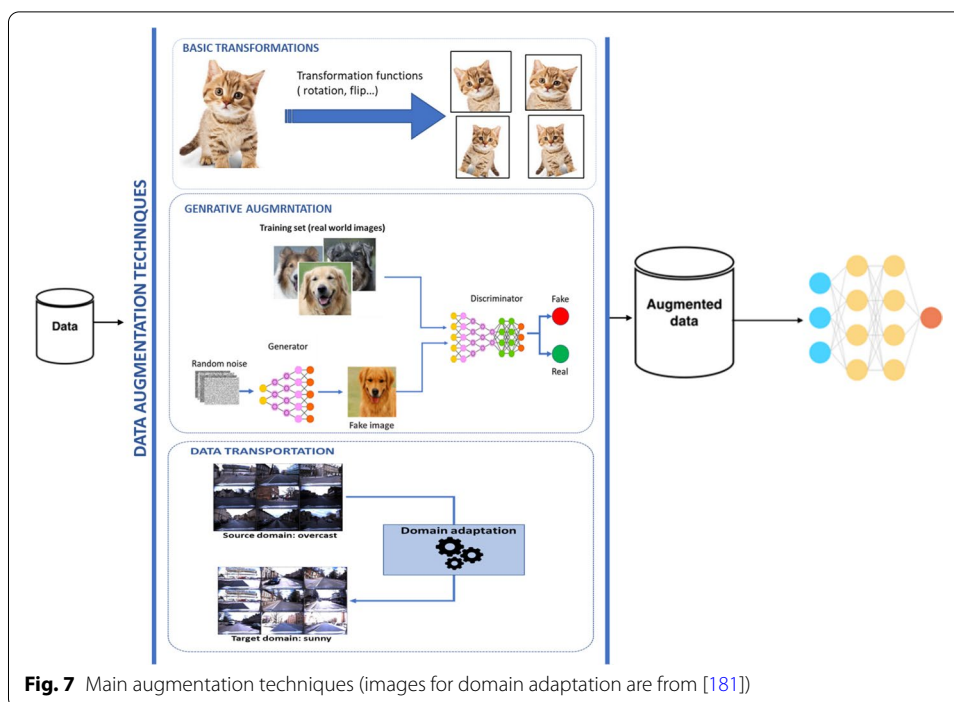 BASIC TRANSFORMATIONS
Transformation functions
( rotation, flip...)
DATA AUGMENTATION TECHNIQUES
GENRATIVE AUGMRNTATION
Training set (real world images)
Discriminator
Fake
Real
Generator
Random noise
Fake image
Data
Augmented
data
DATA TRANSPORTATION
Source domain: overcast
Domain adaptation
Target domain: sunny
Fig. 7 Main augmentation techniques (images for domain adaptation are from [181])